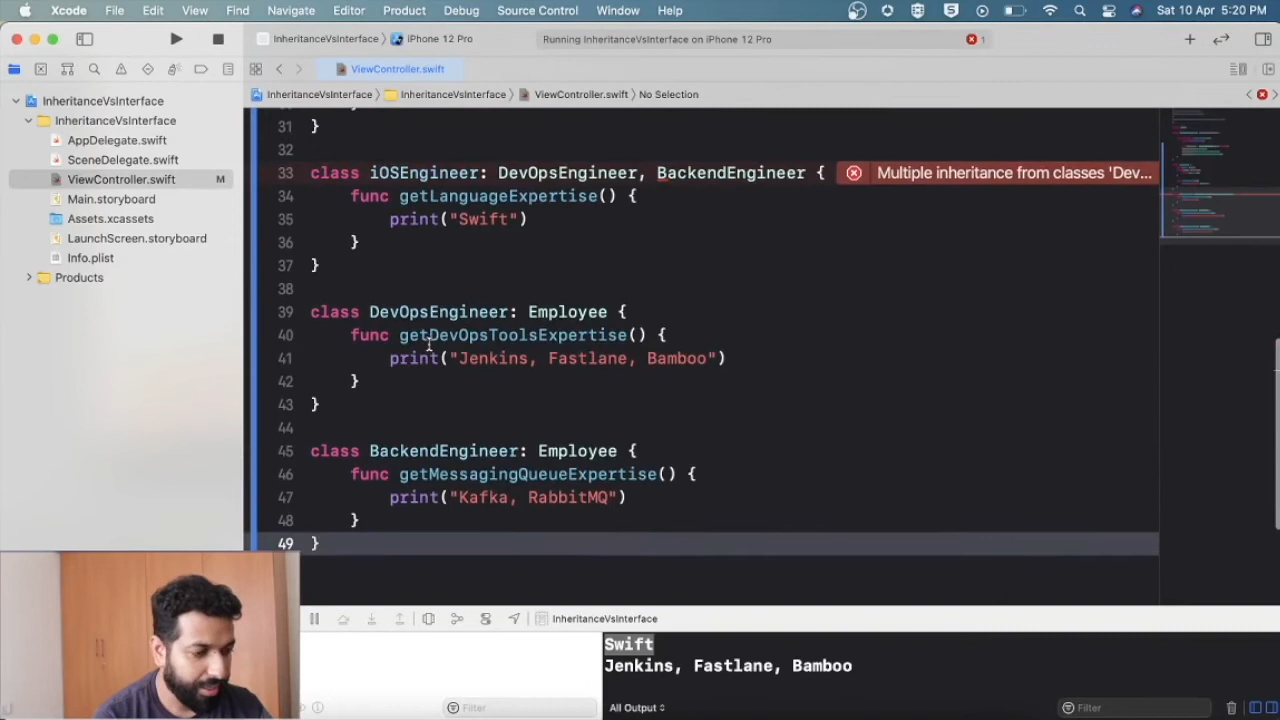 Xcode File Edit View Find Navigate Editor Product Debug Source Control Window Help Sat 10 Apr 5:20 PM
InheritanceVsInterface iPhone 12 Pro Running InheritanceVsInterface on iPhone 12 Pro 1
ViewController.swift
InheritanceVsInterface InheritanceVsInterface ViewController.swift No Selection
InheritanceVsInterface
InheritanceVsInterface
AppDelegate.swift
SceneDelegate.swift
ViewController.swift M
Main.storyboard
Assets.xcassets
LaunchScreen.storyboard
Info.plist
Products
31 }
32
33 class iOSEngineer: DevOpsEngineer, BackendEngineer { Multiple inheritance from classes 'Dev...
34 func getLanguageExpertise() {
35 print("Swift")
36 }
37 }
38
39 class DevOpsEngineer: Employee {
40 func getDevOpsToolsExpertise() {
41 print("Jenkins, Fastlane, Bamboo")
42 }
43 }
44
45 class BackendEngineer: Employee {
46 func getMessagingQueueExpertise() {
47 print("Kafka, RabbitMQ")
48 }
49 }
InheritanceVsInterface
Swift
Jenkins, Fastlane, Bamboo
Filter All Output Filter